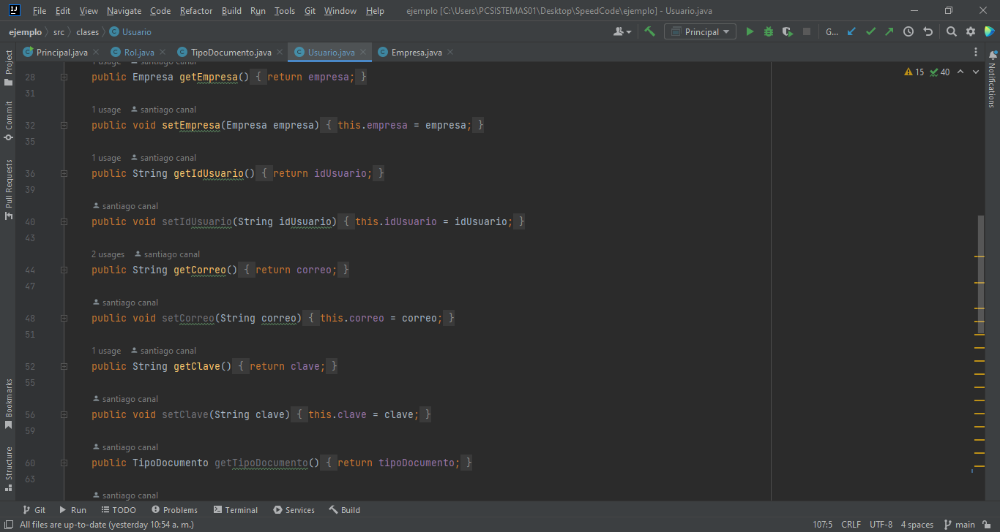 File Edit View Navigate Code Refactor Build Run Tools Git Window Help ejemplo [C:\Users\PCSISTEMAS01\Desktop\SpeedCode\ejemplo] - Usuario.java
ejemplo src clases Usuario Principal G...
Principal.java Rol.java TipoDocumento.java Usuario.java Empresa.java
Project
Commit
Pull Requests
Bookmarks
Structure
Notifications
15 40
1 usage santiago canal
28 public Empresa getEmpresa() { return empresa; }
31
1 usage santiago canal
32 public void setEmpresa(Empresa empresa) { this.empresa = empresa; }
35
1 usage santiago canal
36 public String getIdUsuario() { return idUsuario; }
39
santiago canal
40 public void setIdUsuario(String idUsuario) { this.idUsuario = idUsuario; }
43
2 usages santiago canal
44 public String getCorreo() { return correo; }
47
santiago canal
48 public void setCorreo(String correo) { this.correo = correo; }
51
1 usage santiago canal
52 public String getClave() { return clave; }
55
santiago canal
56 public void setClave(String clave) { this.clave = clave; }
59
santiago canal
60 public TipoDocumento getTipoDocumento() { return tipoDocumento; }
63
santiago canal
Git Run TODO Problems Terminal Services Build
All files are up-to-date (yesterday 10:54 a. m.) 107:5 CRLF UTF-8 4 spaces main